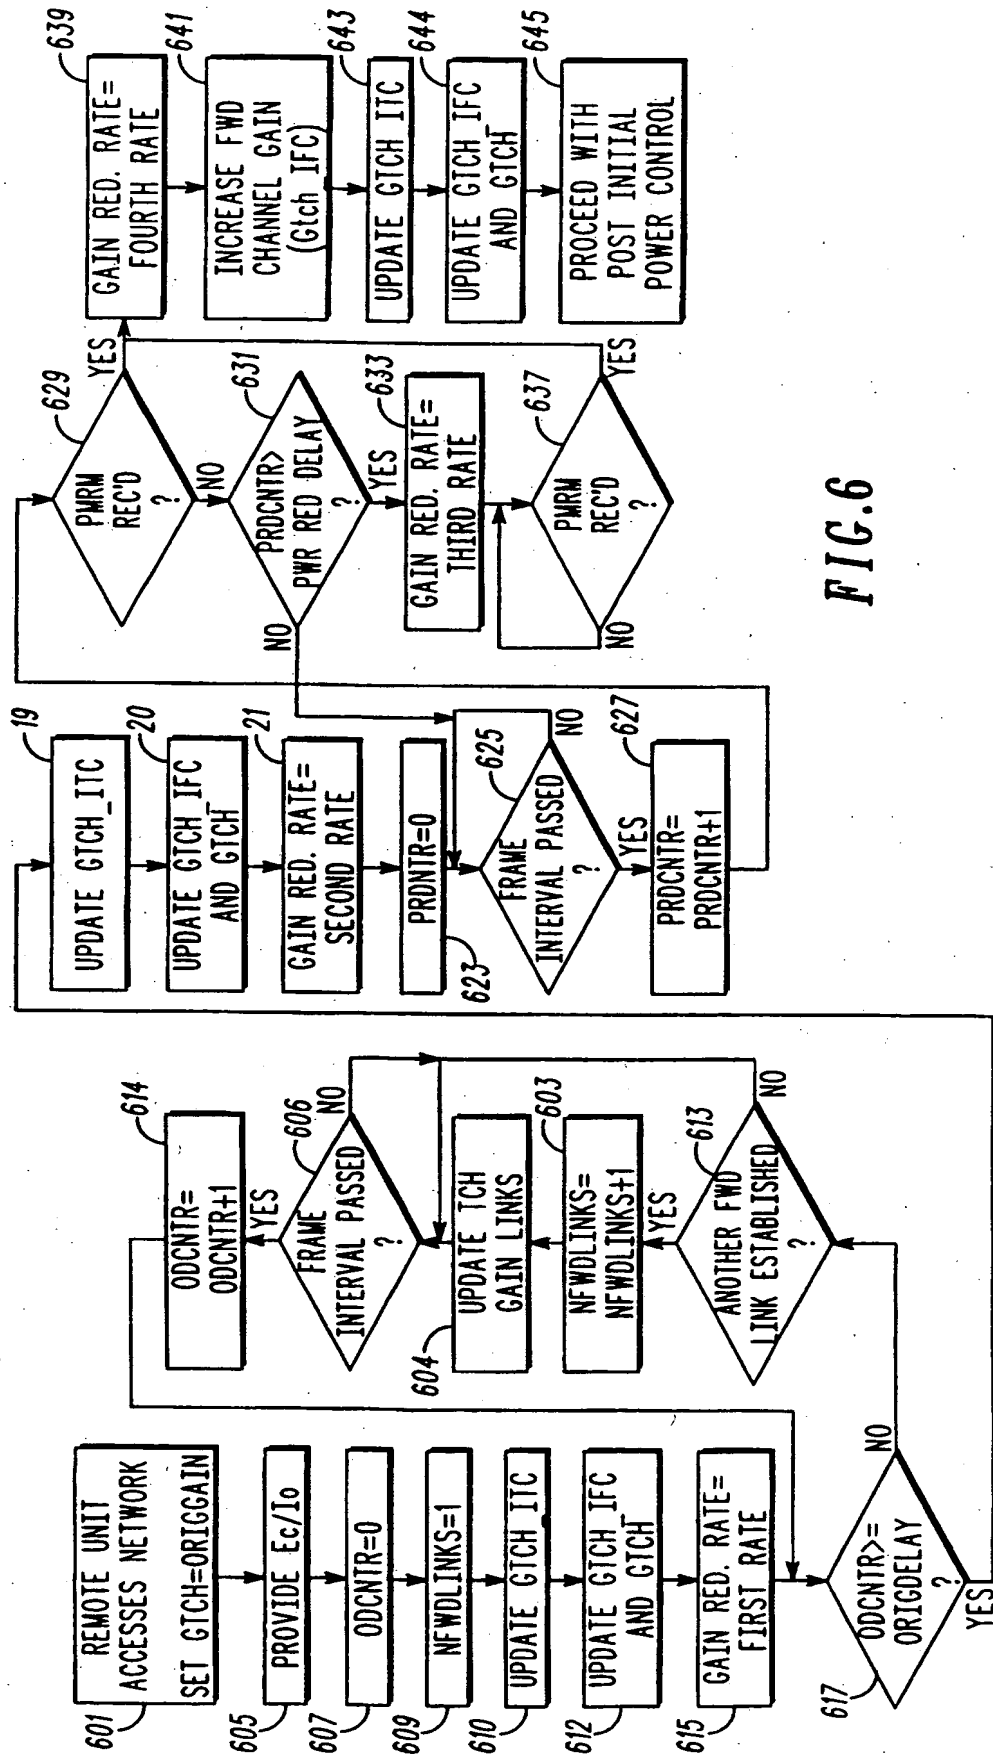 601
REMOTE UNIT
ACCESSES NETWORK
SET GTCH=ORIGGAIN
605
PROVIDE Ec/Io
607
ODCNTR=0
609
NFWDLINKS=1
610
UPDATE GTCH_ITC
612
UPDATE GTCH_IFC
AND GTCH
615
GAIN RED. RATE=
FIRST RATE
617
ODCNTR>=
ORIGDELAY
?
NO
YES
614
ODCNTR=
ODCNTR+1
YES
606
FRAME
INTERVAL PASSED
?
NO
604
UPDATE TCH
GAIN LINKS
603
NFWDLINKS=
NFWDLINKS+1
YES
613
ANOTHER FWD
LINK ESTABLISHED
?
NO
19
UPDATE GTCH_ITC
20
UPDATE GTCH_IFC
AND GTCH
21
GAIN RED. RATE=
SECOND RATE
PRDNTR=0
623
625
FRAME
INTERVAL PASSED
?
NO
YES
627
PRDCNTR=
PRDCNTR+1
629
PMRM
REC'D
?
YES
NO
631
PRDCNTR>
PWR RED DELAY
?
NO
YES
633
GAIN RED. RATE=
THIRD RATE
637
PMRM
REC'D
?
NO
YES
639
GAIN RED. RATE=
FOURTH RATE
641
INCREASE FWD
CHANNEL GAIN
(Gtch IFC)
643
UPDATE GTCH ITC
644
UPDATE GTCH IFC
AND GTCH
645
PROCEED WITH
POST INITIAL
POWER CONTROL
FIG.6